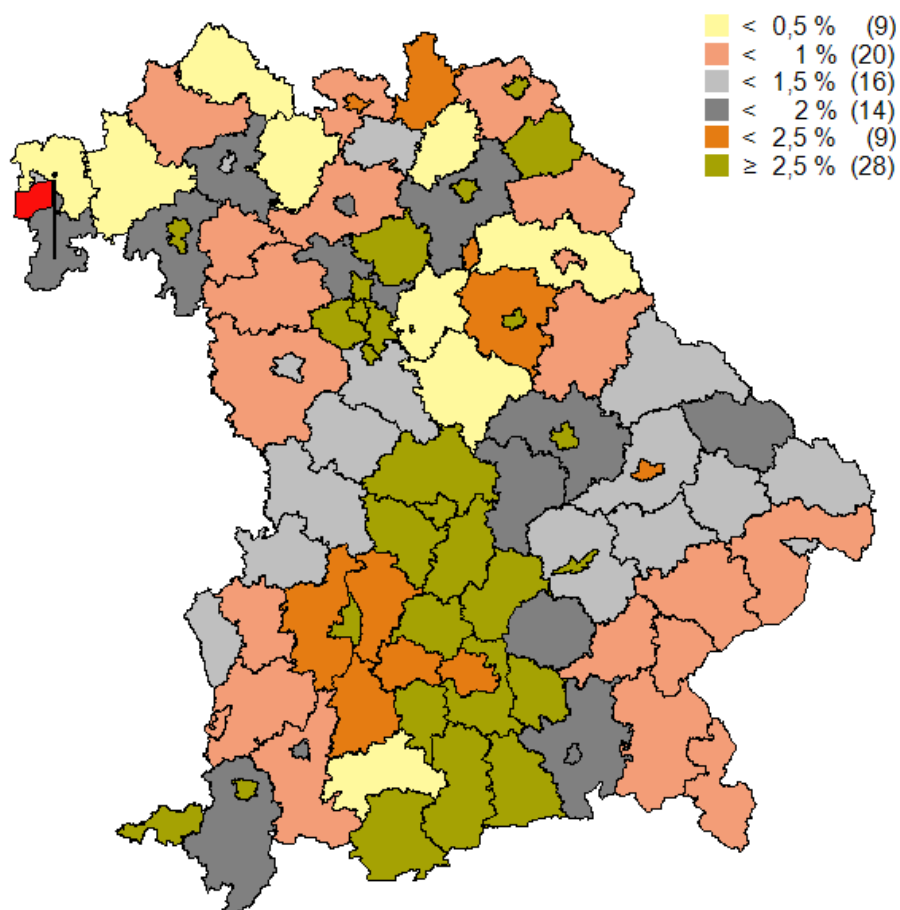 < 0,5 % (9)
< 1 % (20)
< 1,5 % (16)
< 2 % (14)
< 2,5 % (9)
≥ 2,5 % (28)